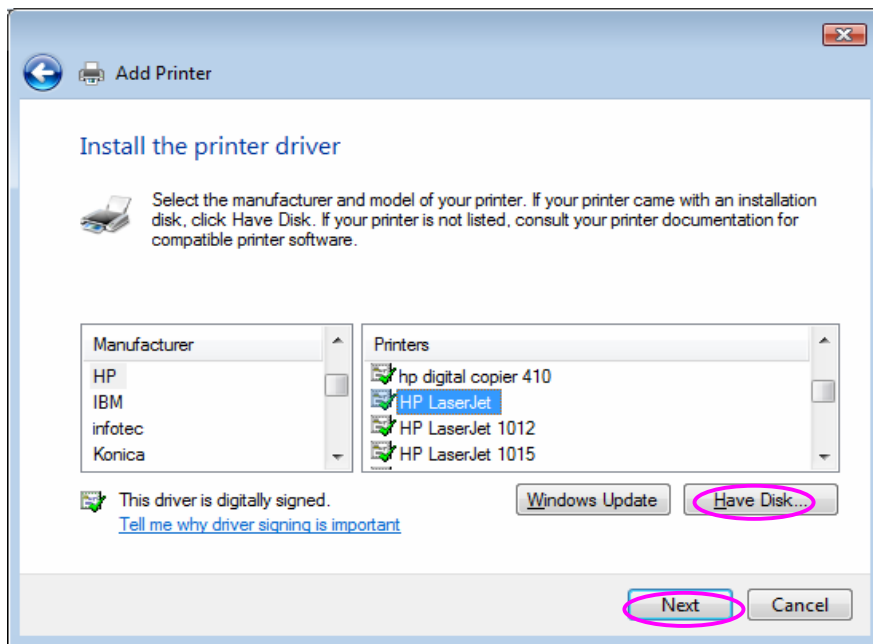 Add Printer
Install the printer driver
Select the manufacturer and model of your printer. If your printer came with an installation
disk, click Have Disk. If your printer is not listed, consult your printer documentation for
compatible printer software.
Manufacturer
HP
IBM
infotec
Konica
Printers
hp digital copier 410
HP LaserJet
HP LaserJet 1012
HP LaserJet 1015
This driver is digitally signed.
Tell me why driver signing is important
Windows Update
Have Disk...
Next
Cancel